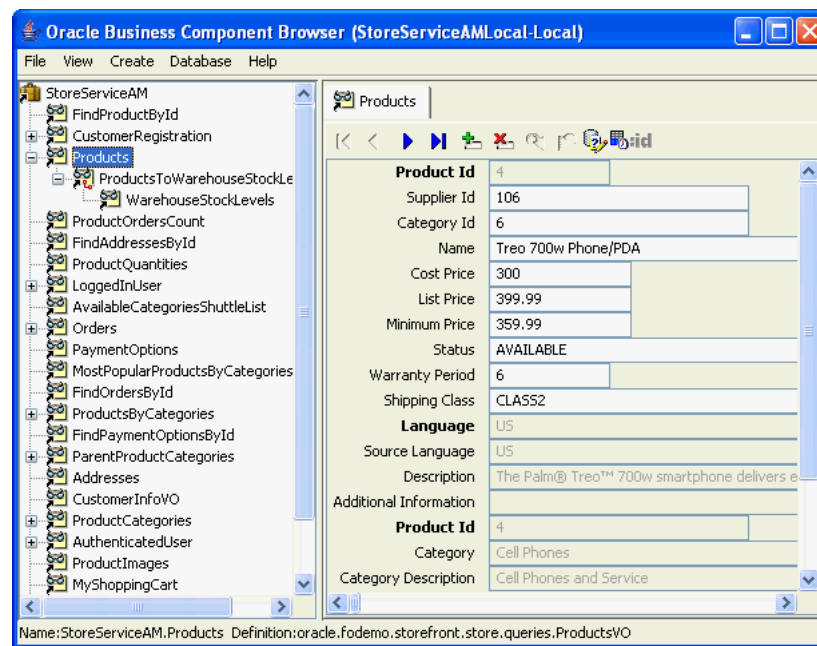 Oracle Business Component Browser (StoreServiceAMLocal-Local)
File View Create Database Help
StoreServiceAM
FindProductById
CustomerRegistration
Products
ProductsToWarehouseStockLe
WarehouseStockLevels
ProductOrdersCount
FindAddressesById
ProductQuantities
LoggedInUser
AvailableCategoriesShuttleList
Orders
PaymentOptions
MostPopularProductsByCategories
FindOrdersById
ProductsByCategories
FindPaymentOptionsById
ParentProductCategories
Addresses
CustomerInfoVO
ProductCategories
AuthenticatedUser
ProductImages
MyShoppingCart
Products
:id
Product Id 4
Supplier Id 106
Category Id 6
Name Treo 700w Phone/PDA
Cost Price 300
List Price 399.99
Minimum Price 359.99
Status AVAILABLE
Warranty Period 6
Shipping Class CLASS2
Language US
Source Language US
Description The Palm® Treo™ 700w smartphone delivers e
Additional Information
Product Id 4
Category Cell Phones
Category Description Cell Phones and Service
Name:StoreServiceAM.Products Definition:oracle.fodemo.storefront.store.queries.ProductsVO